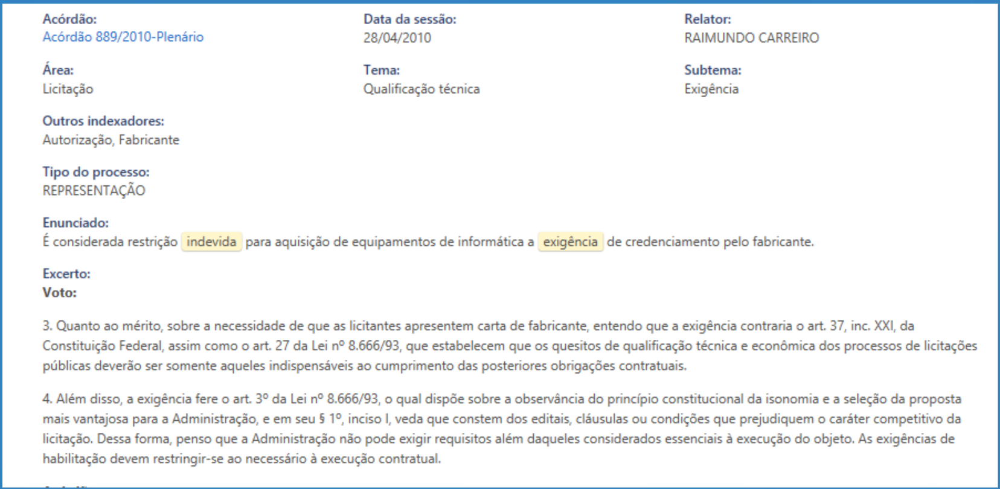 Acórdão:
Acórdão 889/2010-Plenário
Data da sessão:
28/04/2010
Relator:
RAIMUNDO CARREIRO
Área:
Licitação
Tema:
Qualificação técnica
Subtema:
Exigência
Outros indexadores:
Autorização, Fabricante
Tipo do processo:
REPRESENTAÇÃO
Enunciado:
É considerada restrição indevida para aquisição de equipamentos de informática a exigência de credenciamento pelo fabricante.
Excerto:
Voto:
3. Quanto ao mérito, sobre a necessidade de que as licitantes apresentem carta de fabricante, entendo que a exigência contraria o art. 37, inc. XXI, da
Constituição Federal, assim como o art. 27 da Lei nº 8.666/93, que estabelecem que os quesitos de qualificação técnica e econômica dos processos de licitações
públicas deverão ser somente aqueles indispensáveis ao cumprimento das posteriores obrigações contratuais.
4. Além disso, a exigência fere o art. 3º da Lei nº 8.666/93, o qual dispõe sobre a observância do princípio constitucional da isonomia e a seleção da proposta
mais vantajosa para a Administração, e em seu § 1º, inciso I, veda que constem dos editais, cláusulas ou condições que prejudiquem o caráter competitivo da
licitação. Dessa forma, penso que a Administração não pode exigir requisitos além daqueles considerados essenciais à execução do objeto. As exigências de
habilitação devem restringir-se ao necessário à execução contratual.